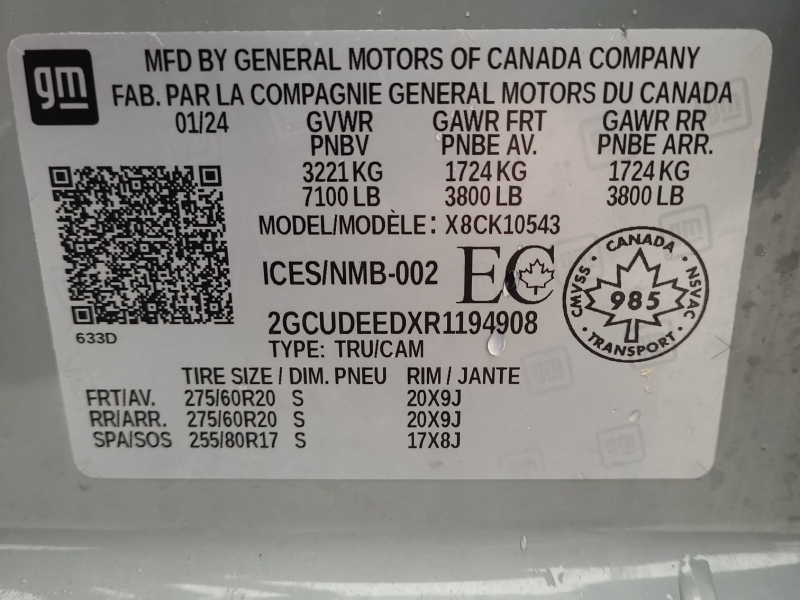 gm
MFD BY GENERAL MOTORS OF CANADA COMPANY
FAB. PAR LA COMPAGNIE GENERAL MOTORS DU CANADA
01/24 GVWR GAWR FRT GAWR RR
PNBV PNBE AV. PNBE ARR.
3221 KG 1724 KG 1724 KG
7100 LB 3800 LB 3800 LB
MODEL/MODÈLE: X8CK10543
ICES/NMB-002 EC
CANADA
CMVSS 985 NSVAC
TRANSPORT
633D
2GCUDEEDXR1194908
TYPE: TRU/CAM
TIRE SIZE / DIM. PNEU RIM / JANTE
FRT/AV. 275/60R20 S 20X9J
RR/ARR. 275/60R20 S 20X9J
SPA/SOS 255/80R17 S 17X8J